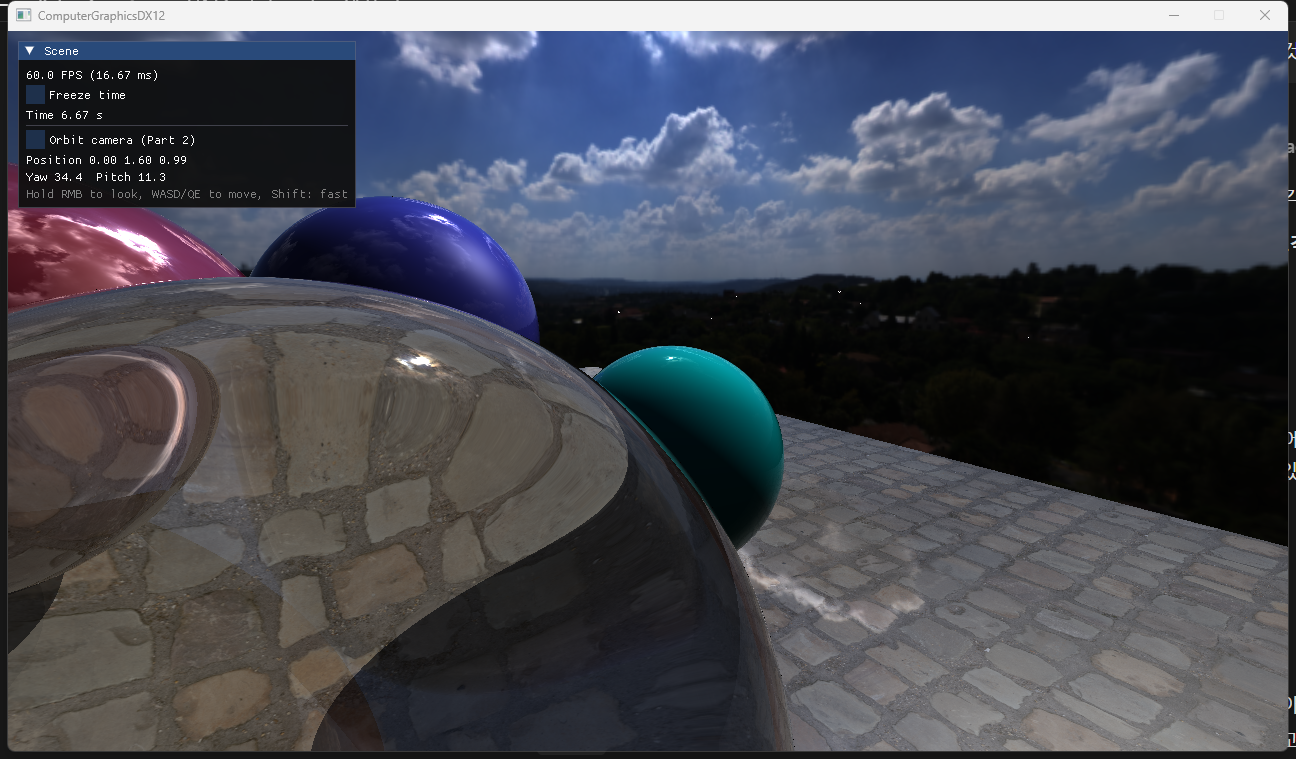 ComputerGraphicsDX12
Scene
60.0 FPS (16.67 ms)
Freeze time
Time 6.67 s
Orbit camera (Part 2)
Position 0.00 1.60 0.99
Yaw 34.4 Pitch 11.3
Hold RMB to look, WASD/QE to move, Shift: fast